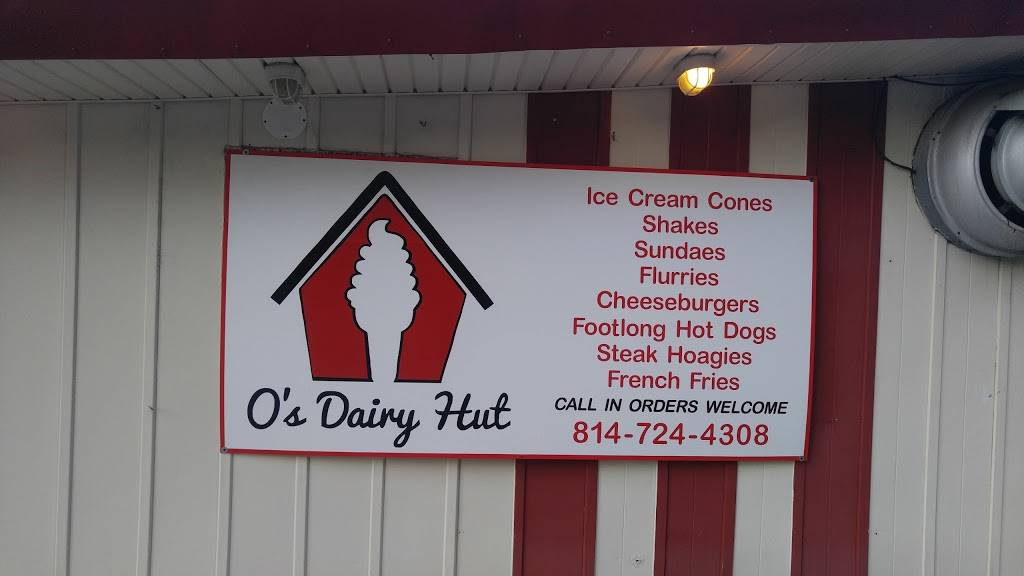 O's Dairy Hut
Ice Cream Cones
Shakes
Sundaes
Flurries
Cheeseburgers
Footlong Hot Dogs
Steak Hoagies
French Fries
CALL IN ORDERS WELCOME
814-724-4308